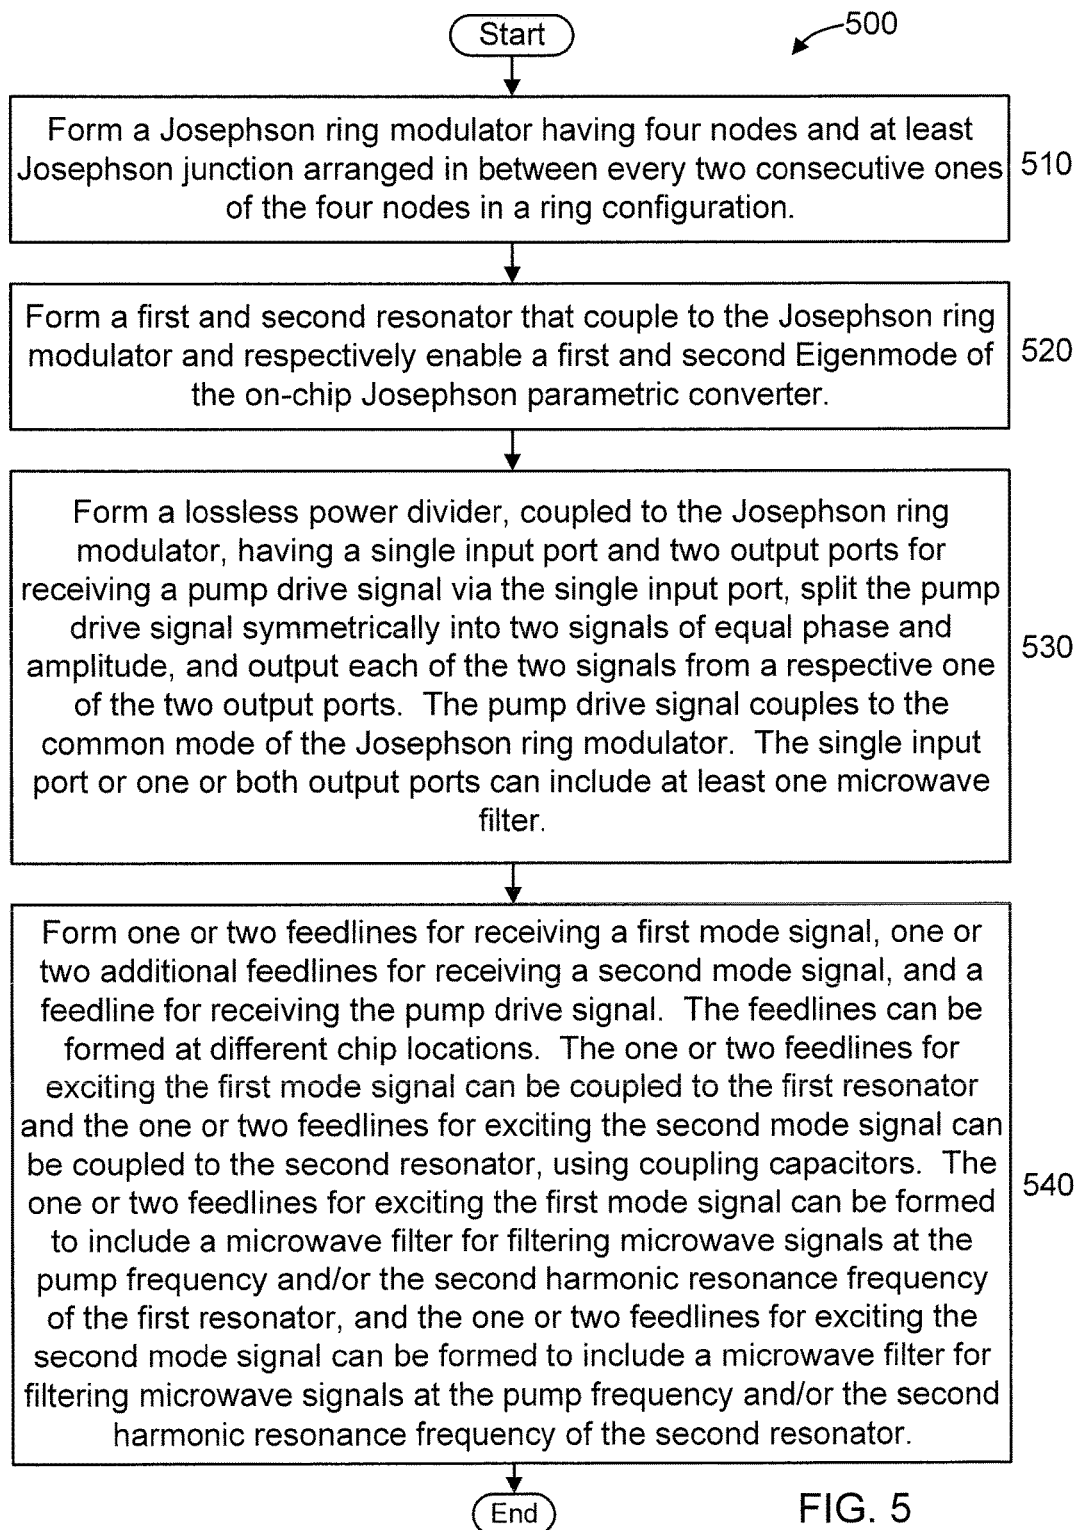 Start
500
Form a Josephson ring modulator having four nodes and at least
Josephson junction arranged in between every two consecutive ones
of the four nodes in a ring configuration.
510
Form a first and second resonator that couple to the Josephson ring
modulator and respectively enable a first and second Eigenmode of
the on-chip Josephson parametric converter.
520
Form a lossless power divider, coupled to the Josephson ring
modulator, having a single input port and two output ports for
receiving a pump drive signal via the single input port, split the pump
drive signal symmetrically into two signals of equal phase and
amplitude, and output each of the two signals from a respective one
of the two output ports.  The pump drive signal couples to the
common mode of the Josephson ring modulator.  The single input
port or one or both output ports can include at least one microwave
filter.
530
Form one or two feedlines for receiving a first mode signal, one or
two additional feedlines for receiving a second mode signal, and a
feedline for receiving the pump drive signal.  The feedlines can be
formed at different chip locations.  The one or two feedlines for
exciting the first mode signal can be coupled to the first resonator
and the one or two feedlines for exciting the second mode signal can
be coupled to the second resonator, using coupling capacitors.  The
one or two feedlines for exciting the first mode signal can be formed
to include a microwave filter for filtering microwave signals at the
pump frequency and/or the second harmonic resonance frequency
of the first resonator, and the one or two feedlines for exciting the
second mode signal can be formed to include a microwave filter for
filtering microwave signals at the pump frequency and/or the second
harmonic resonance frequency of the second resonator.
540
End
FIG. 5